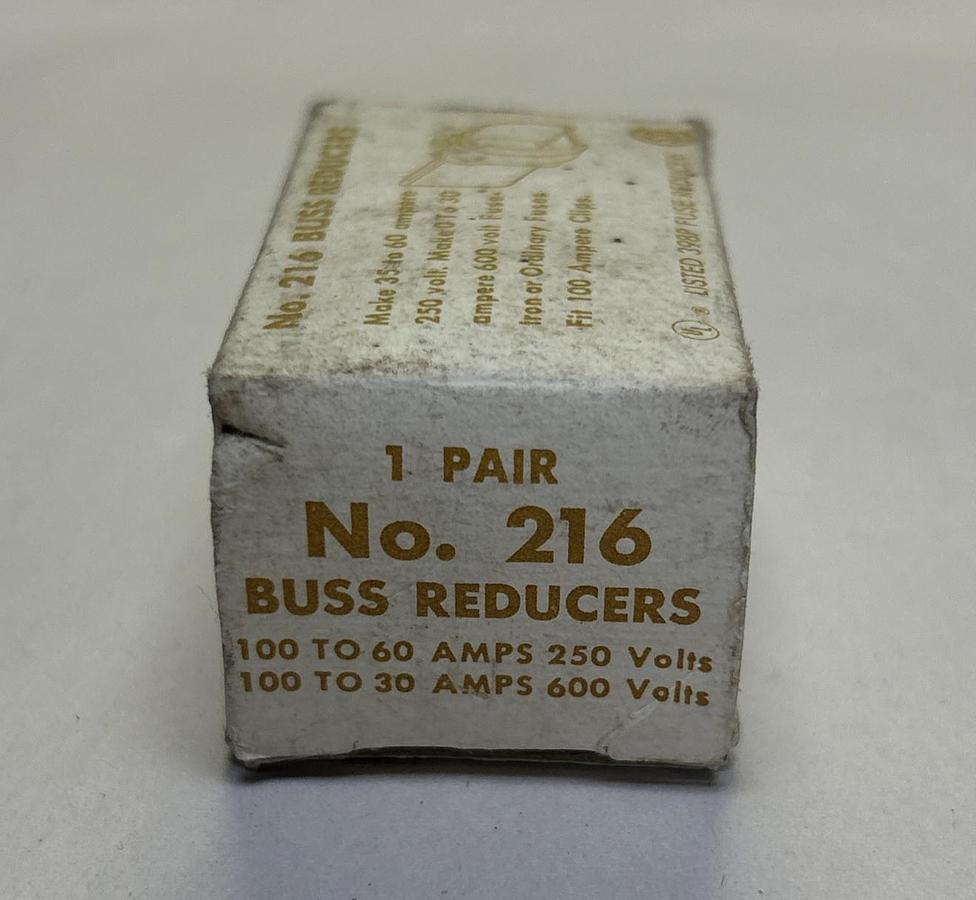 No. 216 BUSS REDUCERS
Make 35 to 60 ampere
250 volt. Make 0 To 30
ampere 600 volt Fuses
Iron or Ordinary Fuses
Fit 100 Ampere Clips.
LISTED 398P FUSE REDUCER
1 PAIR
No. 216
BUSS REDUCERS
100 TO 60 AMPS 250 Volts
100 TO 30 AMPS 600 Volts